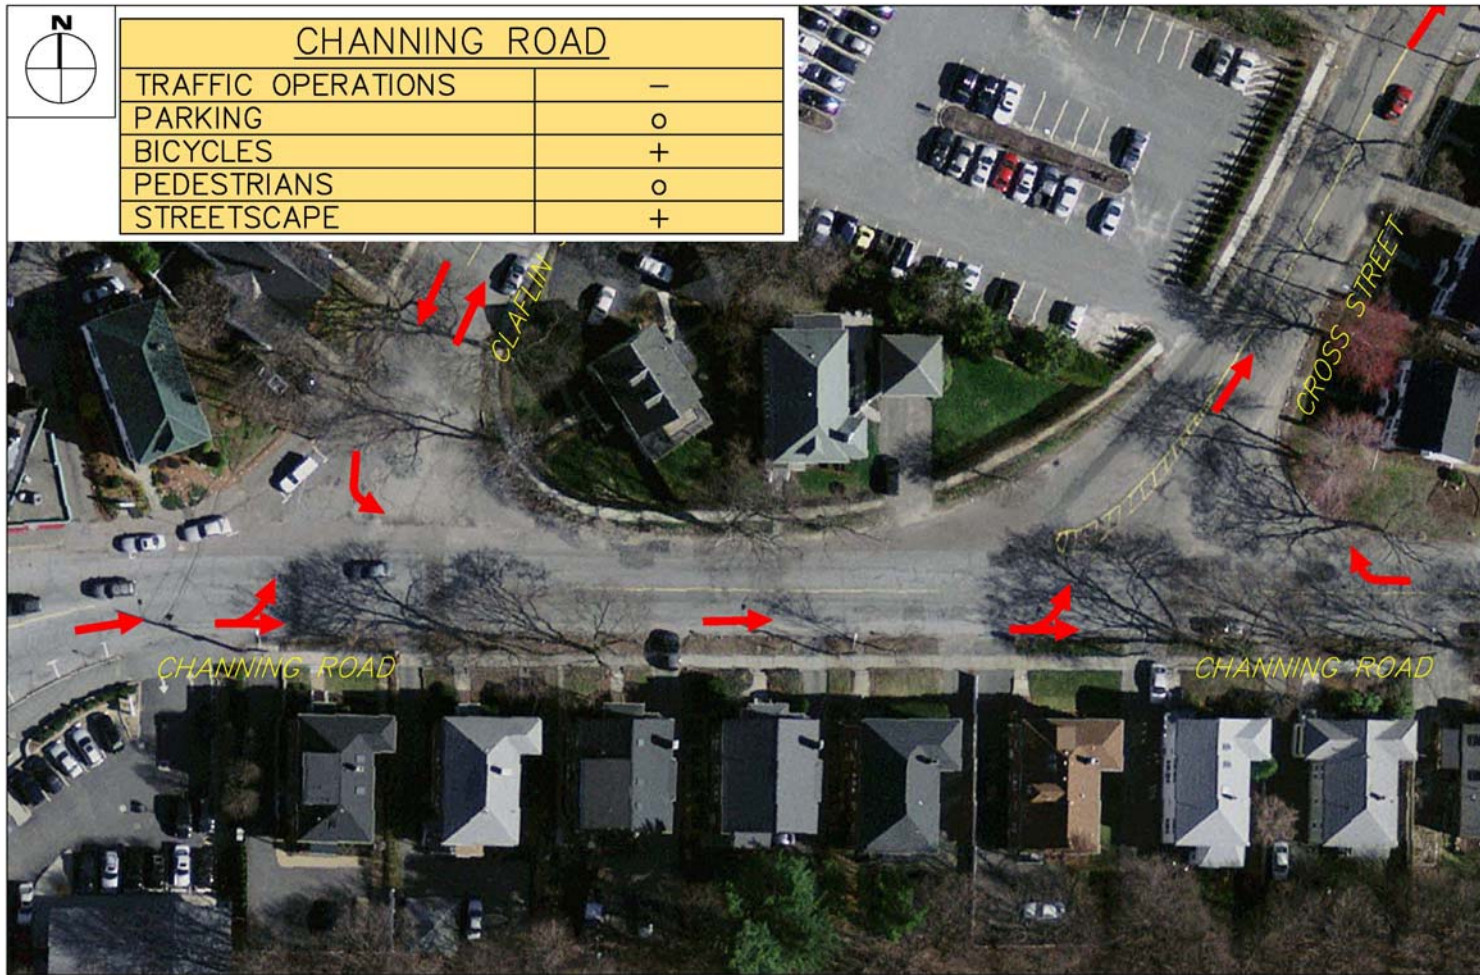 N
CHANNING ROAD
TRAFFIC OPERATIONS –
PARKING o
BICYCLES +
PEDESTRIANS o
STREETSCAPE +
CLAFLIN
CROSS STREET
CHANNING ROAD
CHANNING ROAD